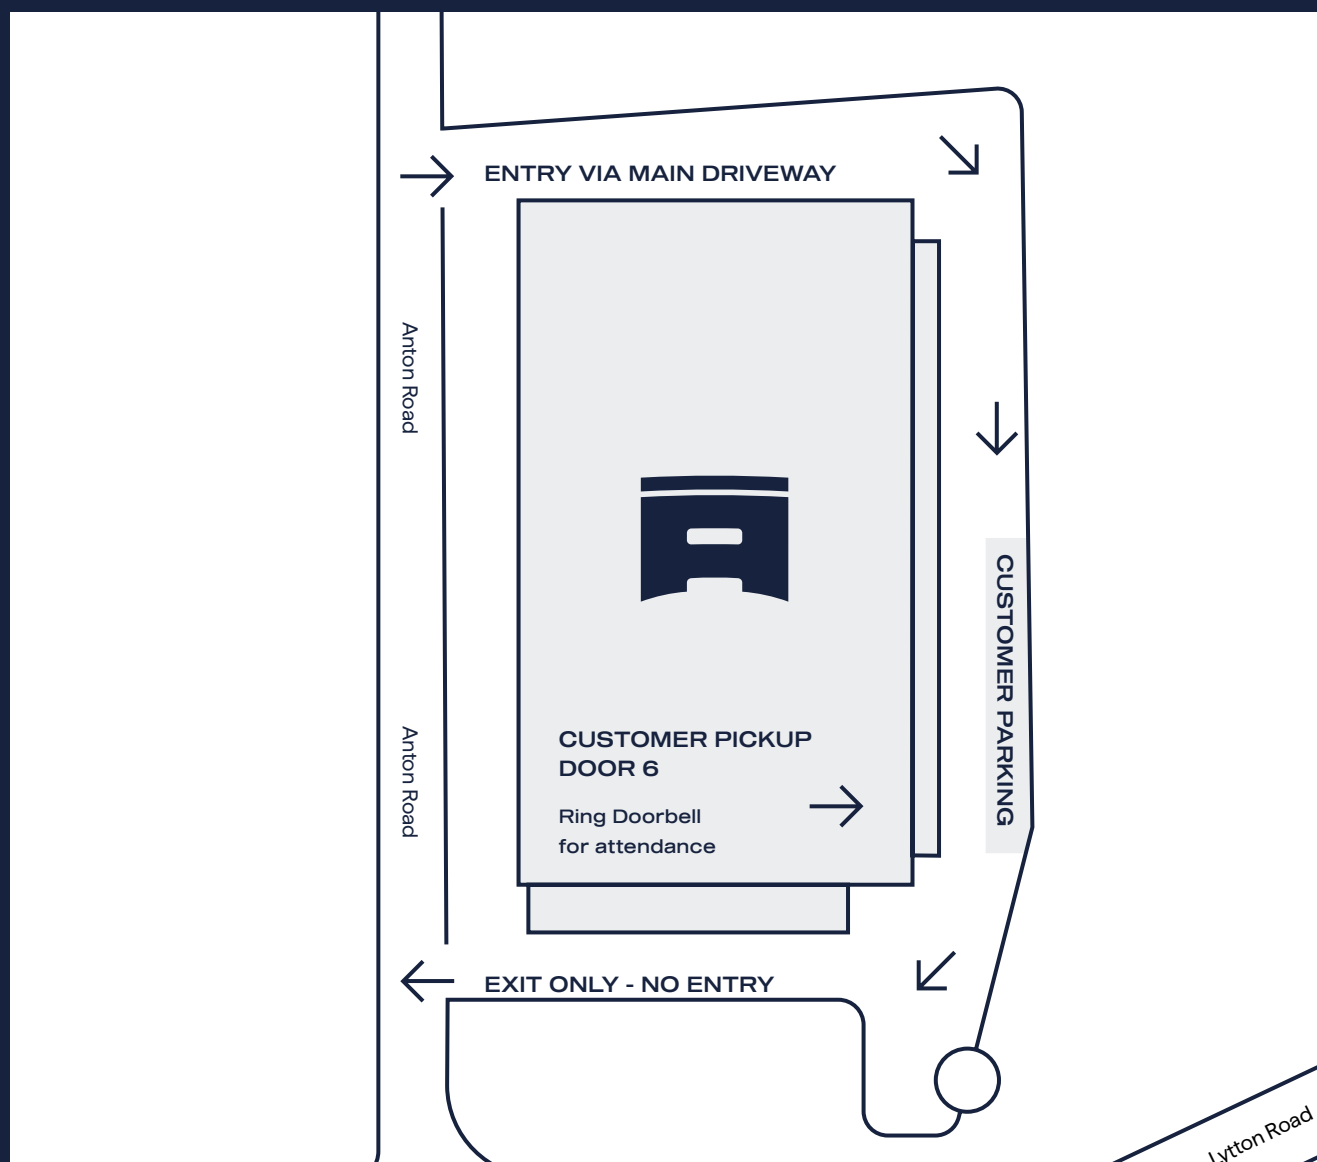 ENTRY VIA MAIN DRIVEWAY
Anton Road
CUSTOMER PARKING
CUSTOMER PICKUP
DOOR 6
Anton Road
Ring Doorbell
for attendance
EXIT ONLY - NO ENTRY
Lytton Road